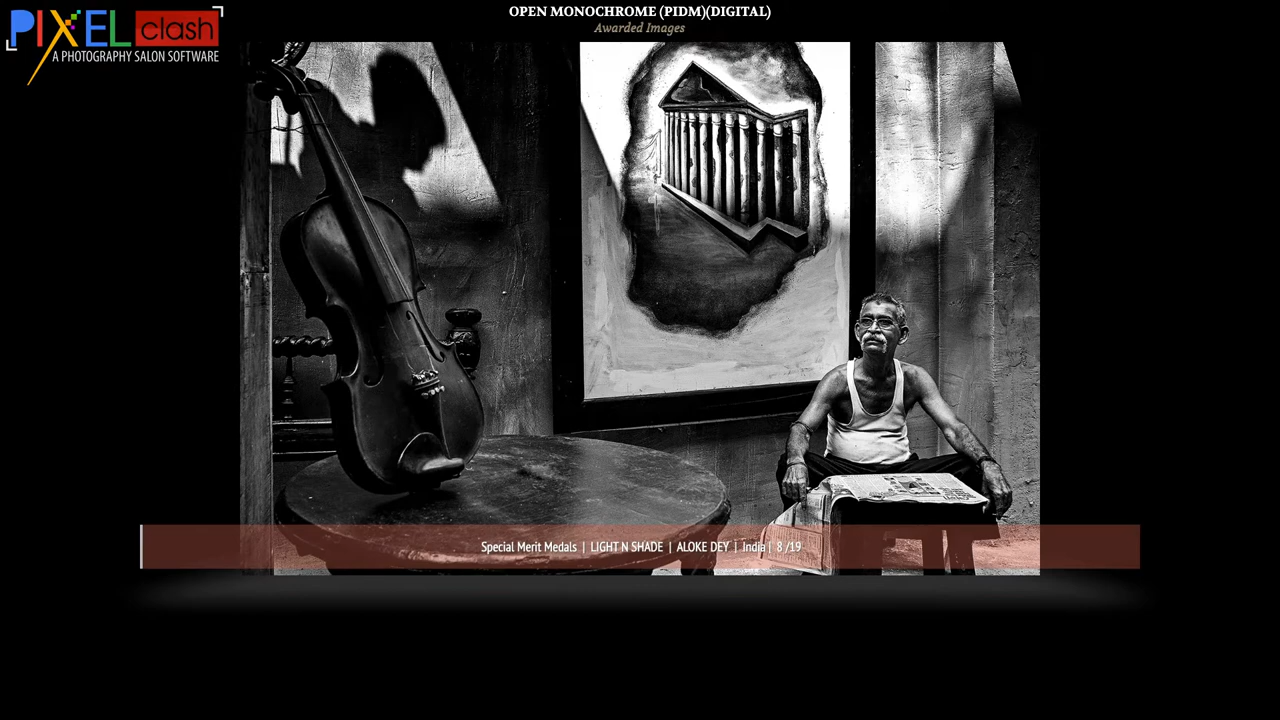 PIXEL clash
A PHOTOGRAPHY SALON SOFTWARE
OPEN MONOCHROME (PIDM)(DIGITAL)
Awarded Images
Special Merit Medals | LIGHT N SHADE | ALOKE DEY | India | 8 /19